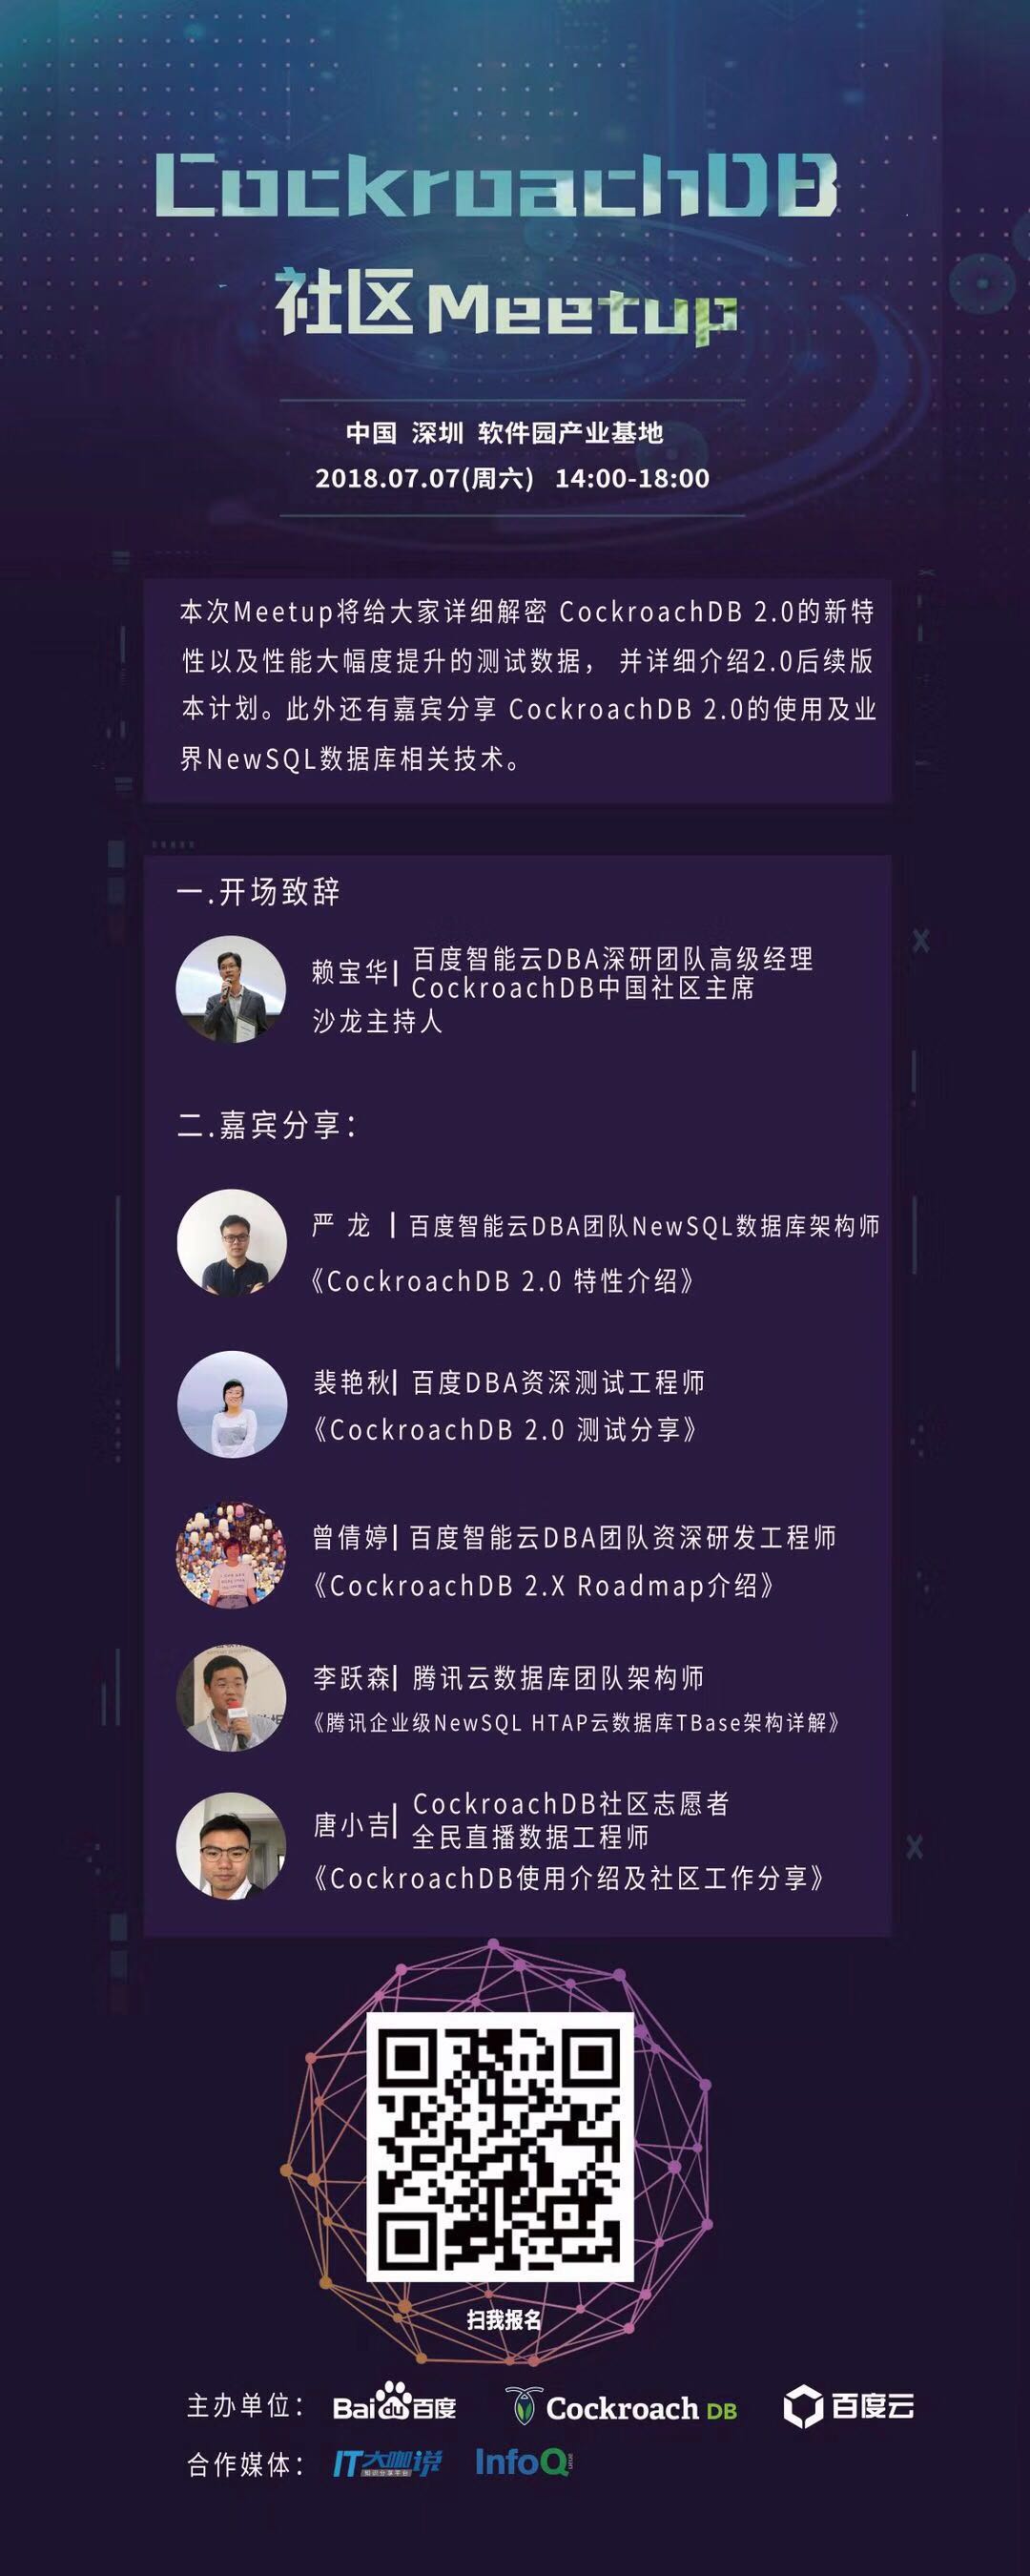 CockroachDB
社区Meetup
中国 深圳 软件园产业基地
2018.07.07(周六) 14:00-18:00
本次Meetup将给大家详细解密 CockroachDB 2.0的新特
性以及性能大幅度提升的测试数据， 并详细介绍2.0后续版
本计划。此外还有嘉宾分享 CockroachDB 2.0的使用及业
界NewSQL数据库相关技术。
一.开场致辞
赖宝华| 百度智能云DBA深研团队高级经理
CockroachDB中国社区主席
沙龙主持人
二.嘉宾分享：
严 龙 | 百度智能云DBA团队NewSQL数据库架构师
《CockroachDB 2.0 特性介绍》
裴艳秋| 百度DBA资深测试工程师
《CockroachDB 2.0 测试分享》
曾倩婷| 百度智能云DBA团队资深研发工程师
《CockroachDB 2.X Roadmap介绍》
李跃森| 腾讯云数据库团队架构师
《腾讯企业级NewSQL HTAP云数据库TBase架构详解》
唐小吉| CockroachDB社区志愿者
全民直播数据工程师
《CockroachDB使用介绍及社区工作分享》
扫我报名
主办单位： Bai du 百度 Cockroach DB 百度云
合作媒体： IT大咖说 知识分享平台 InfoQ